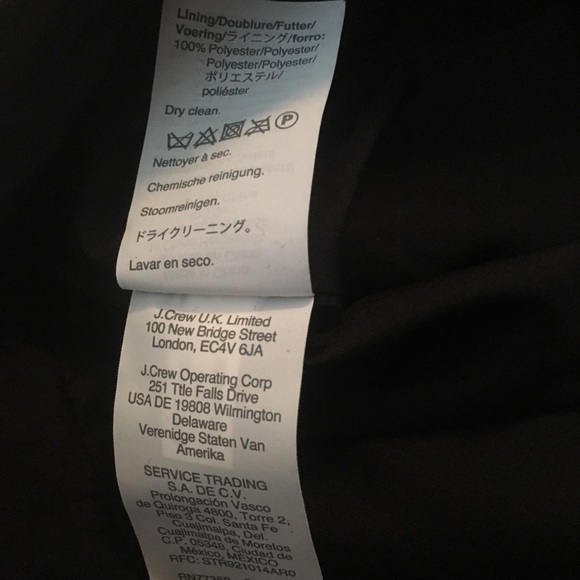 Lining/Doublure/Futter/
Voering/ライニング/forro:
100% Polyester/Polyester/
Polyester/Polyester/
ポリエステル/
poliéster
Dry clean.
P
Nettoyer à sec.
Chemische reinigung.
Stoomreinigen.
ドライクリーニング。
Lavar en seco.
J.Crew U.K. Limited
100 New Bridge Street
London, EC4V 6JA
J.Crew Operating Corp
251 Ttle Falls Drive
USA DE 19808 Wilmington
Delaware
Verenidge Staten Van
Amerika
SERVICE TRADING
S.A. DE C.V.
Prolongación Vasco
de Quiroga 4800, Torre 2,
Piso 3 Col. Santa Fe
Cuajimalpa, Del.
Cuajimalpa de Morelos
C.P. 05348, Ciudad de
México, MÉXICO
RFC: STR921014AR0